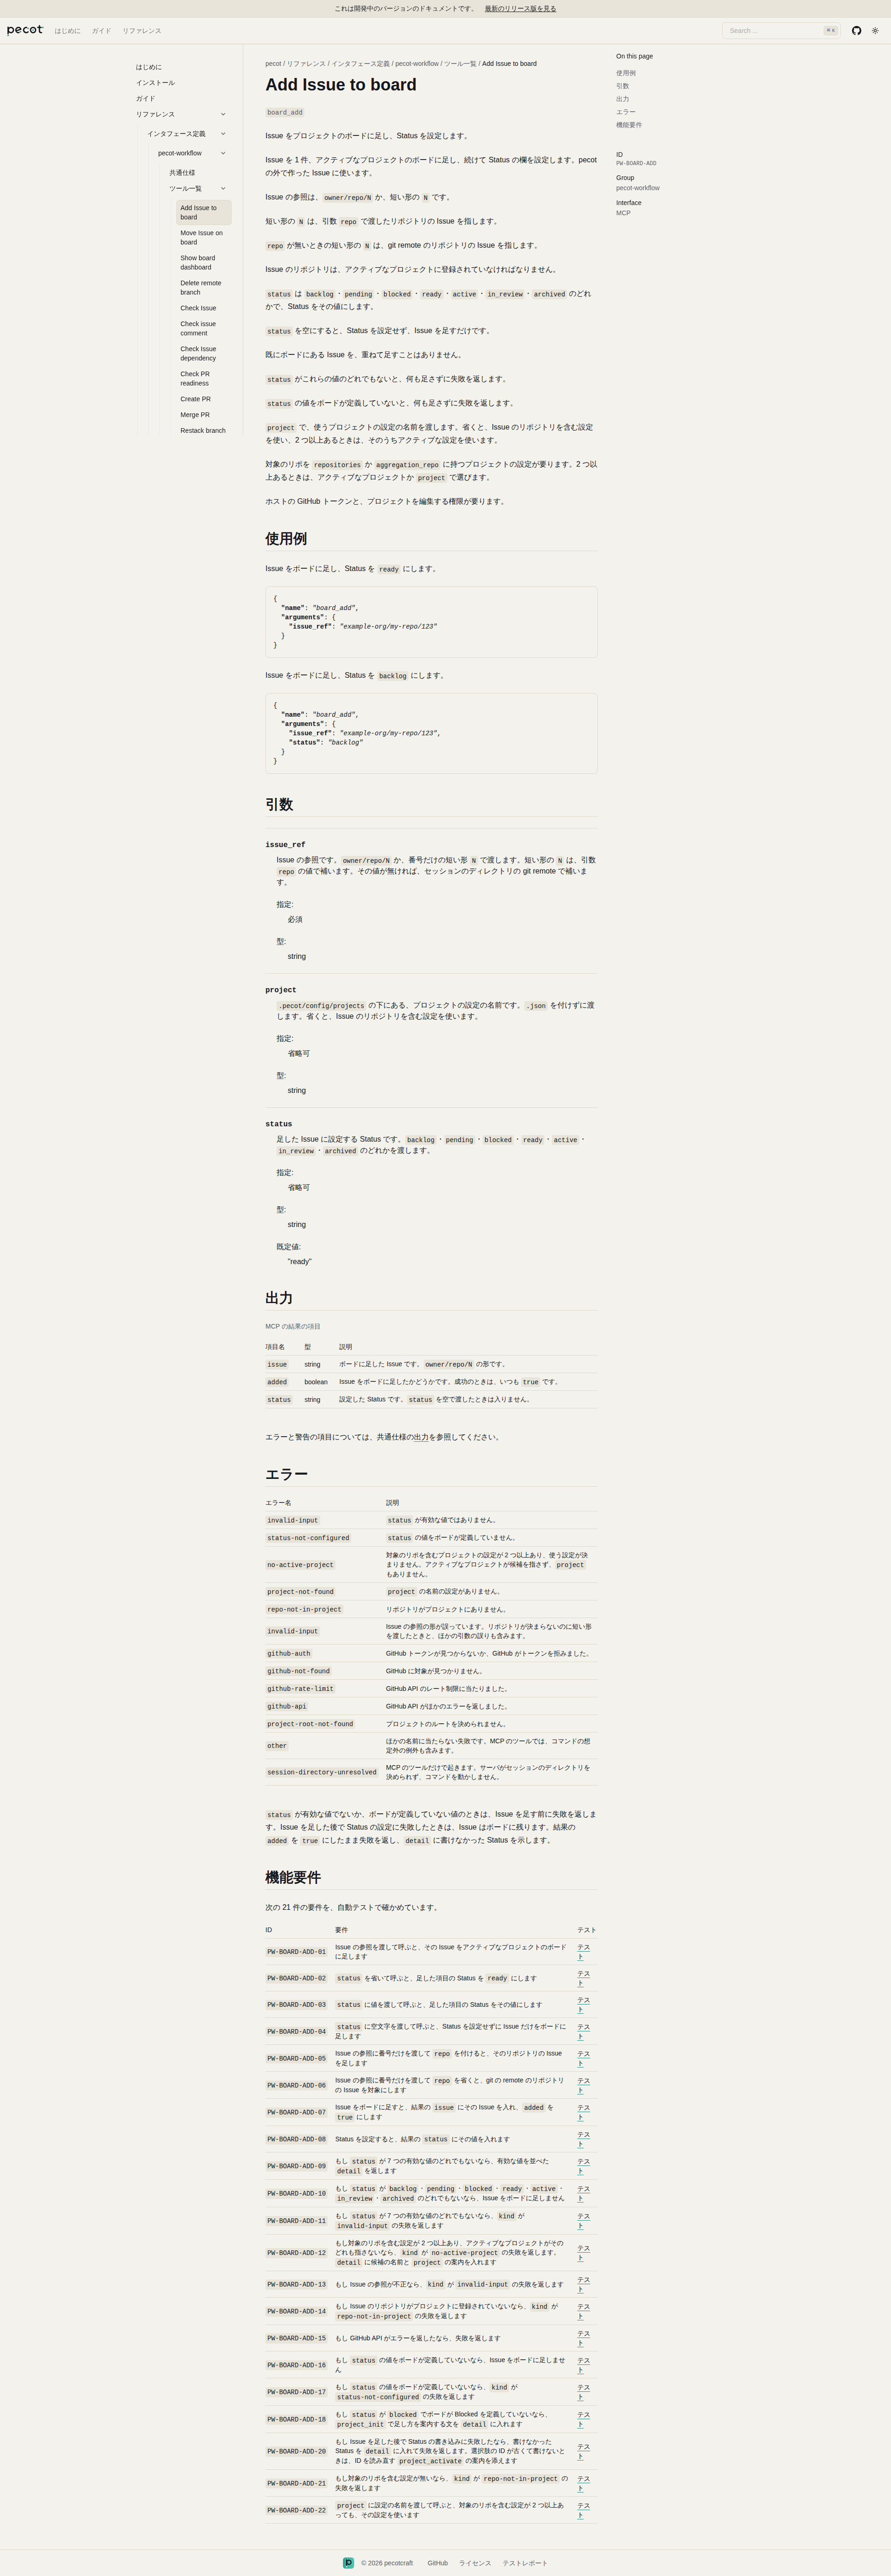 これは開発中のバージョンのドキュメントです。 最新のリリース版を見る
pecot はじめに ガイド リファレンス Search ... ⌘ K
はじめに
インストール
ガイド
リファレンス
インタフェース定義
pecot-workflow
共通仕様
ツール一覧
Add Issue to
board
Move Issue on
board
Show board
dashboard
Delete remote
branch
Check Issue
Check issue
comment
Check Issue
dependency
Check PR
readiness
Create PR
Merge PR
Restack branch
pecot / リファレンス / インタフェース定義 / pecot-workflow / ツール一覧 / Add Issue to board
Add Issue to board
board_add
Issue をプロジェクトのボードに足し、Status を設定します。
Issue を 1 件、アクティブなプロジェクトのボードに足し、続けて Status の欄を設定します。pecot
の外で作った Issue に使います。
Issue の参照は、owner/repo/N か、短い形の N です。
短い形の N は、引数 repo で渡したリポジトリの Issue を指します。
repo が無いときの短い形の N は、git remote のリポジトリの Issue を指します。
Issue のリポジトリは、アクティブなプロジェクトに登録されていなければなりません。
status は backlog・pending・blocked・ready・active・in_review・archived のどれ
かで、Status をその値にします。
status を空にすると、Status を設定せず、Issue を足すだけです。
既にボードにある Issue を、重ねて足すことはありません。
status がこれらの値のどれでもないと、何も足さずに失敗を返します。
status の値をボードが定義していないと、何も足さずに失敗を返します。
project で、使うプロジェクトの設定の名前を渡します。省くと、Issue のリポジトリを含む設定
を使い、2 つ以上あるときは、そのうちアクティブな設定を使います。
対象のリポを repositories か aggregation_repo に持つプロジェクトの設定が要ります。2 つ以
上あるときは、アクティブなプロジェクトか project で選びます。
ホストの GitHub トークンと、プロジェクトを編集する権限が要ります。
使用例
Issue をボードに足し、Status を ready にします。
{
"name": "board_add",
"arguments": {
"issue_ref": "example-org/my-repo/123"
}
}
Issue をボードに足し、Status を backlog にします。
{
"name": "board_add",
"arguments": {
"issue_ref": "example-org/my-repo/123",
"status": "backlog"
}
}
引数
issue_ref
Issue の参照です。owner/repo/N か、番号だけの短い形 N で渡します。短い形の N は、引数
repo の値で補います。その値が無ければ、セッションのディレクトリの git remote で補いま
す。
指定:
必須
型:
string
project
.pecot/config/projects の下にある、プロジェクトの設定の名前です。.json を付けずに渡
します。省くと、Issue のリポジトリを含む設定を使います。
指定:
省略可
型:
string
status
足した Issue に設定する Status です。backlog・pending・blocked・ready・active・
in_review・archived のどれかを渡します。
指定:
省略可
型:
string
既定値:
"ready"
出力
MCP の結果の項目
項目名 型 説明
issue string ボードに足した Issue です。owner/repo/N の形です。
added boolean Issue をボードに足したかどうかです。成功のときは、いつも true です。
status string 設定した Status です。status を空で渡したときは入りません。
エラーと警告の項目については、共通仕様の出力を参照してください。
エラー
エラー名 説明
invalid-input status が有効な値ではありません。
status-not-configured status の値をボードが定義していません。
no-active-project 対象のリポを含むプロジェクトの設定が 2 つ以上あり、使う設定が決
まりません。アクティブなプロジェクトが候補を指さず、project
もありません。
project-not-found project の名前の設定がありません。
repo-not-in-project リポジトリがプロジェクトにありません。
invalid-input Issue の参照の形が誤っています。リポジトリが決まらないのに短い形
を渡したときと、ほかの引数の誤りも含みます。
github-auth GitHub トークンが見つからないか、GitHub がトークンを拒みました。
github-not-found GitHub に対象が見つかりません。
github-rate-limit GitHub API のレート制限に当たりました。
github-api GitHub API がほかのエラーを返しました。
project-root-not-found プロジェクトのルートを決められません。
other ほかの名前に当たらない失敗です。MCP のツールでは、コマンドの想
定外の例外も含みます。
session-directory-unresolved MCP のツールだけで起きます。サーバがセッションのディレクトリを
決められず、コマンドを動かしません。
status が有効な値でないか、ボードが定義していない値のときは、Issue を足す前に失敗を返しま
す。Issue を足した後で Status の設定に失敗したときは、Issue はボードに残ります。結果の
added を true にしたまま失敗を返し、detail に書けなかった Status を示します。
機能要件
次の 21 件の要件を、自動テストで確かめています。
ID 要件 テスト
PW-BOARD-ADD-01 Issue の参照を渡して呼ぶと、その Issue をアクティブなプロジェクトのボード
に足します テスト
PW-BOARD-ADD-02 status を省いて呼ぶと、足した項目の Status を ready にします テスト
PW-BOARD-ADD-03 status に値を渡して呼ぶと、足した項目の Status をその値にします テスト
PW-BOARD-ADD-04 status に空文字を渡して呼ぶと、Status を設定せずに Issue だけをボードに
足します テスト
PW-BOARD-ADD-05 Issue の参照に番号だけを渡して repo を付けると、そのリポジトリの Issue
を足します テスト
PW-BOARD-ADD-06 Issue の参照に番号だけを渡して repo を省くと、git の remote のリポジトリ
の Issue を対象にします テスト
PW-BOARD-ADD-07 Issue をボードに足すと、結果の issue にその Issue を入れ、added を
true にします テスト
PW-BOARD-ADD-08 Status を設定すると、結果の status にその値を入れます テスト
PW-BOARD-ADD-09 もし status が 7 つの有効な値のどれでもないなら、有効な値を並べた
detail を返します テスト
PW-BOARD-ADD-10 もし status が backlog・pending・blocked・ready・active・
in_review・archived のどれでもないなら、Issue をボードに足しません テスト
PW-BOARD-ADD-11 もし status が 7 つの有効な値のどれでもないなら、kind が
invalid-input の失敗を返します テスト
PW-BOARD-ADD-12 もし対象のリポを含む設定が 2 つ以上あり、アクティブなプロジェクトがその
どれも指さないなら、kind が no-active-project の失敗を返します。
detail に候補の名前と project の案内を入れます テスト
PW-BOARD-ADD-13 もし Issue の参照が不正なら、kind が invalid-input の失敗を返します テスト
PW-BOARD-ADD-14 もし Issue のリポジトリがプロジェクトに登録されていないなら、kind が
repo-not-in-project の失敗を返します テスト
PW-BOARD-ADD-15 もし GitHub API がエラーを返したなら、失敗を返します テスト
PW-BOARD-ADD-16 もし status の値をボードが定義していないなら、Issue をボードに足しませ
ん テスト
PW-BOARD-ADD-17 もし status の値をボードが定義していないなら、kind が
status-not-configured の失敗を返します テスト
PW-BOARD-ADD-18 もし status が blocked でボードが Blocked を定義していないなら、
project_init で足し方を案内する文を detail に入れます テスト
PW-BOARD-ADD-20 もし Issue を足した後で Status の書き込みに失敗したなら、書けなかった
Status を detail に入れて失敗を返します。選択肢の ID が古くて書けないと
きは、ID を読み直す project_activate の案内を添えます テスト
PW-BOARD-ADD-21 もし対象のリポを含む設定が無いなら、kind が repo-not-in-project の
失敗を返します テスト
PW-BOARD-ADD-22 project に設定の名前を渡して呼ぶと、対象のリポを含む設定が 2 つ以上あ
っても、その設定を使います テスト
On this page
使用例
引数
出力
エラー
機能要件
ID
PW-BOARD-ADD
Group
pecot-workflow
Interface
MCP
© 2026 pecotcraft GitHub ライセンス テストレポート